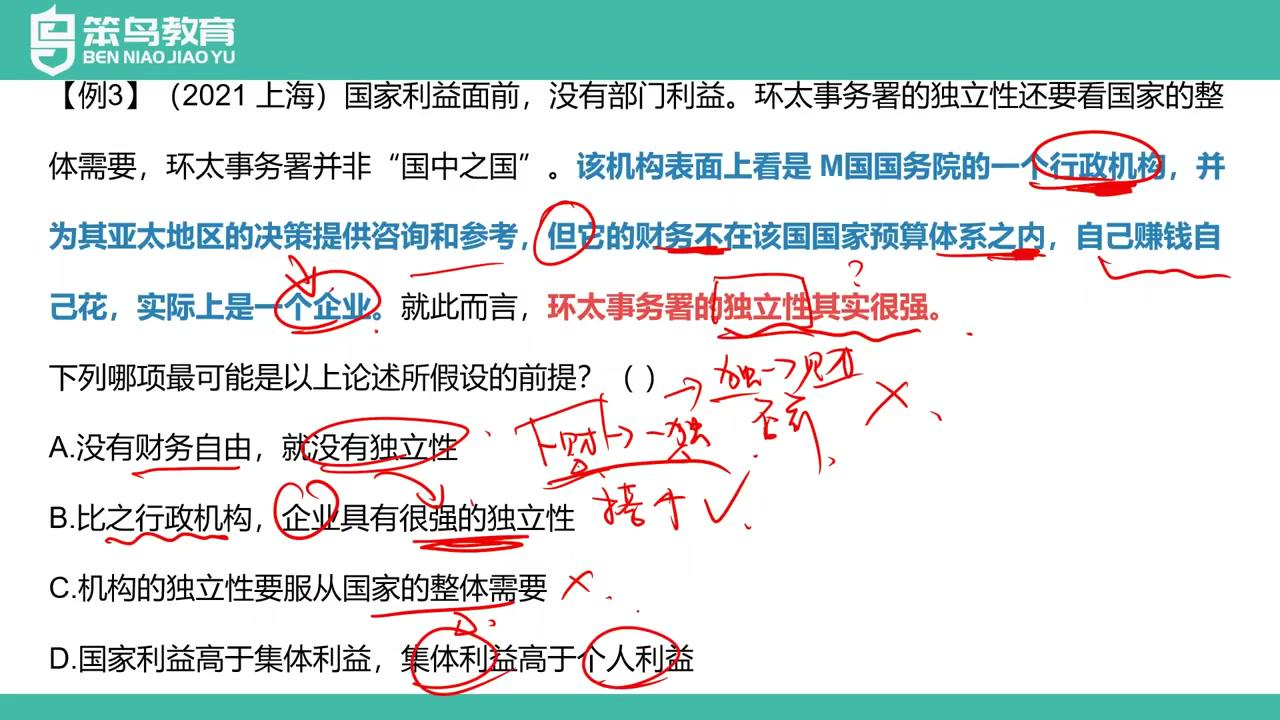 笨鸟教育
BEN NIAO JIAO YU
【例3】（2021 上海）国家利益面前，没有部门利益。环太事务署的独立性还要看国家的整
体需要，环太事务署并非“国中之国”。该机构表面上看是 M国国务院的一个行政机构，并
为其亚太地区的决策提供咨询和参考，但它的财务不在该国国家预算体系之内，自己赚钱自
己花，实际上是一个企业。就此而言，环太事务署的独立性其实很强。
?
下列哪项最可能是以上论述所假设的前提？（ ）
独→财
A.没有财务自由，就没有独立性
B.比之行政机构，企业具有很强的独立性
搭个
C.机构的独立性要服从国家的整体需要
D.国家利益高于集体利益，集体利益高于个人利益